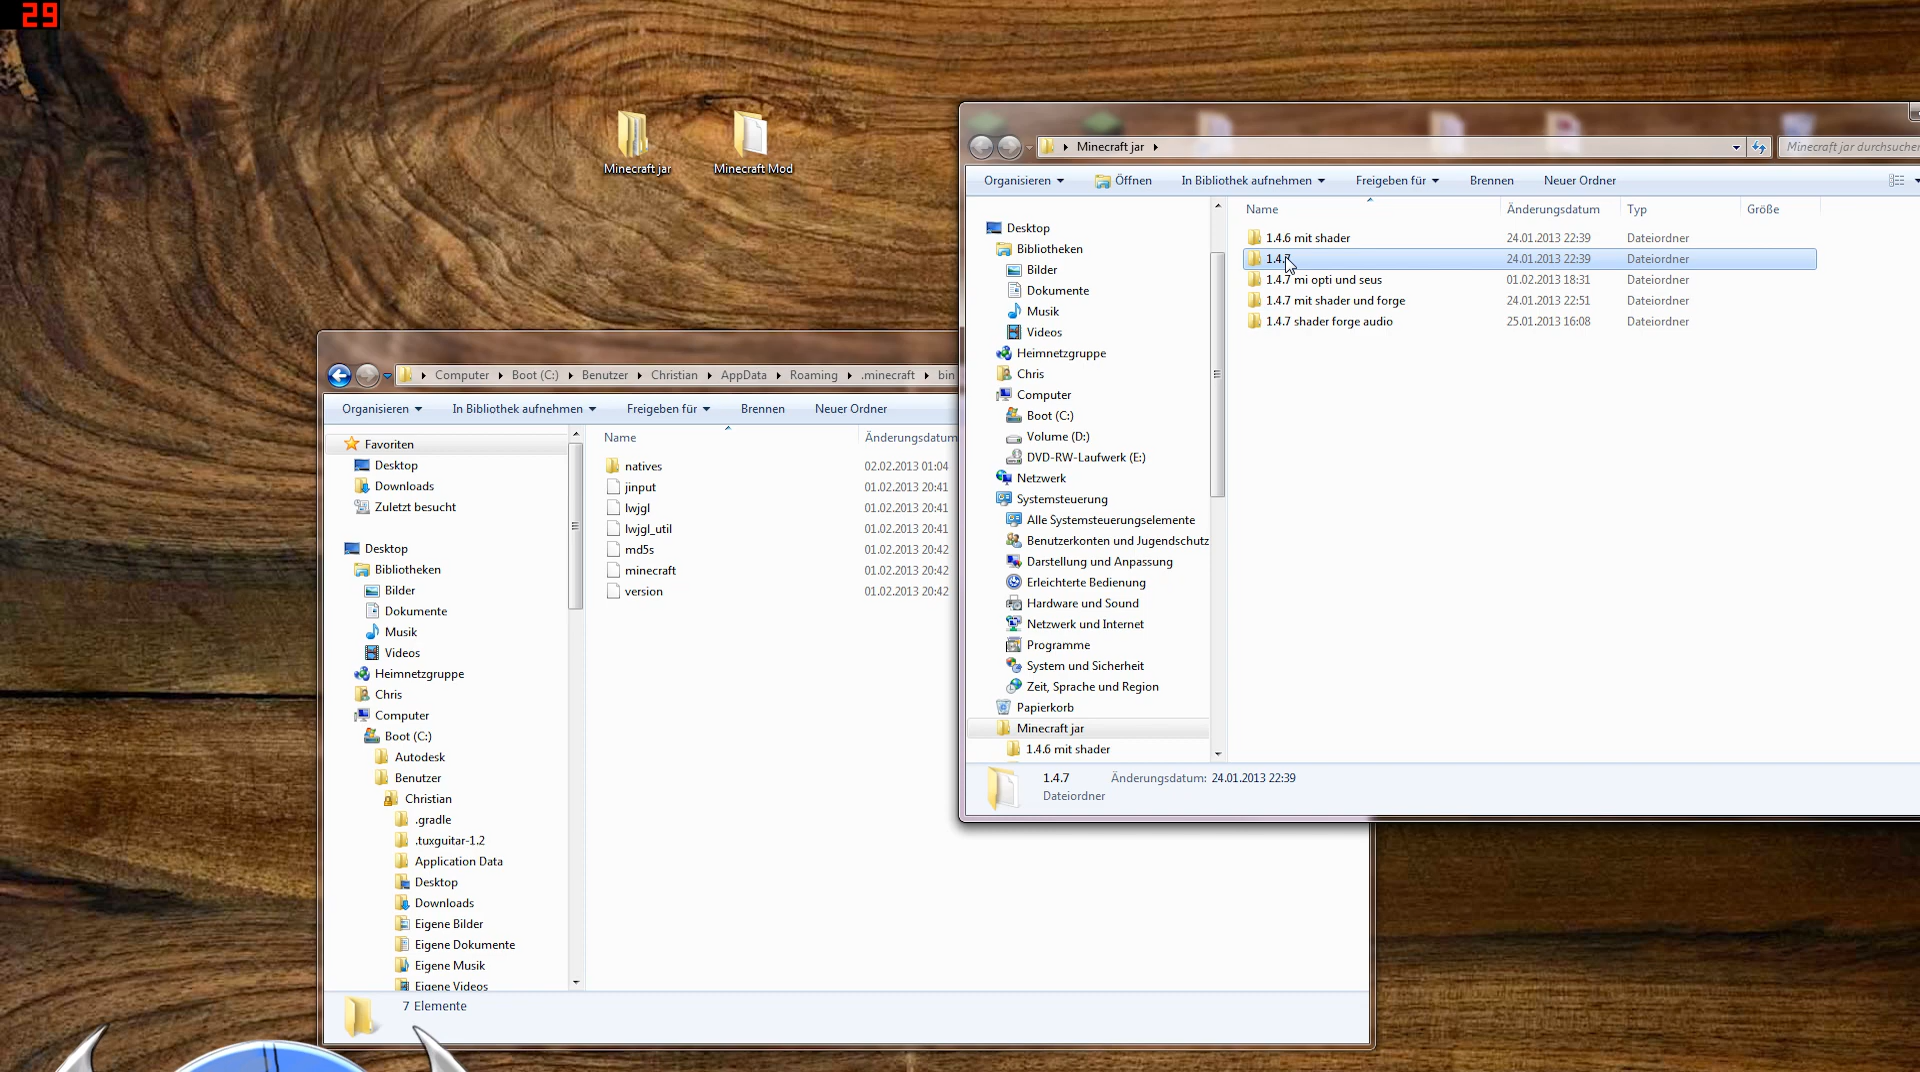 29
Minecraft jar
Minecraft Mod
Minecraft jar
Minecraft jar durchsuchen
Organisieren
Öffnen
In Bibliothek aufnehmen
Freigeben für
Brennen
Neuer Ordner
Name
Änderungsdatum
Typ
Größe
1.4.6 mit shader 24.01.2013 22:39 Dateiordner
1.4.7 24.01.2013 22:39 Dateiordner
1.4.7 mi opti und seus 01.02.2013 18:31 Dateiordner
1.4.7 mit shader und forge 24.01.2013 22:51 Dateiordner
1.4.7 shader forge audio 25.01.2013 16:08 Dateiordner
Desktop
Bibliotheken
Bilder
Dokumente
Musik
Videos
Heimnetzgruppe
Chris
Computer
Boot (C:)
Volume (D:)
DVD-RW-Laufwerk (E:)
Netzwerk
Systemsteuerung
Alle Systemsteuerungselemente
Benutzerkonten und Jugendschutz
Darstellung und Anpassung
Erleichterte Bedienung
Hardware und Sound
Netzwerk und Internet
Programme
System und Sicherheit
Zeit, Sprache und Region
Papierkorb
Minecraft jar
1.4.6 mit shader
1.4.7 Änderungsdatum: 24.01.2013 22:39
Dateiordner
Computer Boot (C:) Benutzer Christian AppData Roaming .minecraft bin
Organisieren
In Bibliothek aufnehmen
Freigeben für
Brennen
Neuer Ordner
Name
Änderungsdatum
natives 02.02.2013 01:04
jinput 01.02.2013 20:41
lwjgl 01.02.2013 20:41
lwjgl_util 01.02.2013 20:41
md5s 01.02.2013 20:42
minecraft 01.02.2013 20:42
version 01.02.2013 20:42
Favoriten
Desktop
Downloads
Zuletzt besucht
Desktop
Bibliotheken
Bilder
Dokumente
Musik
Videos
Heimnetzgruppe
Chris
Computer
Boot (C:)
Autodesk
Benutzer
Christian
.gradle
.tuxguitar-1.2
Application Data
Desktop
Downloads
Eigene Bilder
Eigene Dokumente
Eigene Musik
Eigene Videos
7 Elemente